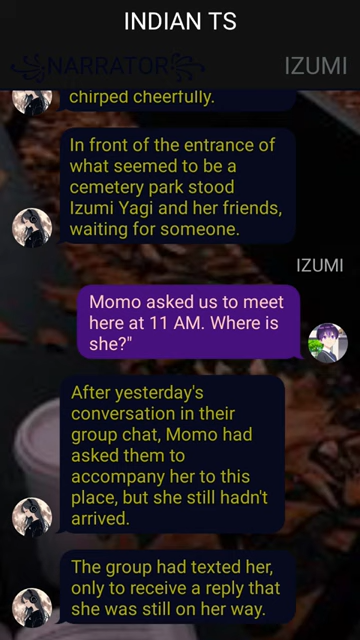 INDIAN TS
꧁NARRATOR꧂
IZUMI
chirped cheerfully.
In front of the entrance of
what seemed to be a
cemetery park stood
Izumi Yagi and her friends,
waiting for someone.
IZUMI
Momo asked us to meet
here at 11 AM. Where is
she?"
After yesterday's
conversation in their
group chat, Momo had
asked them to
accompany her to this
place, but she still hadn't
arrived.
The group had texted her,
only to receive a reply that
she was still on her way.